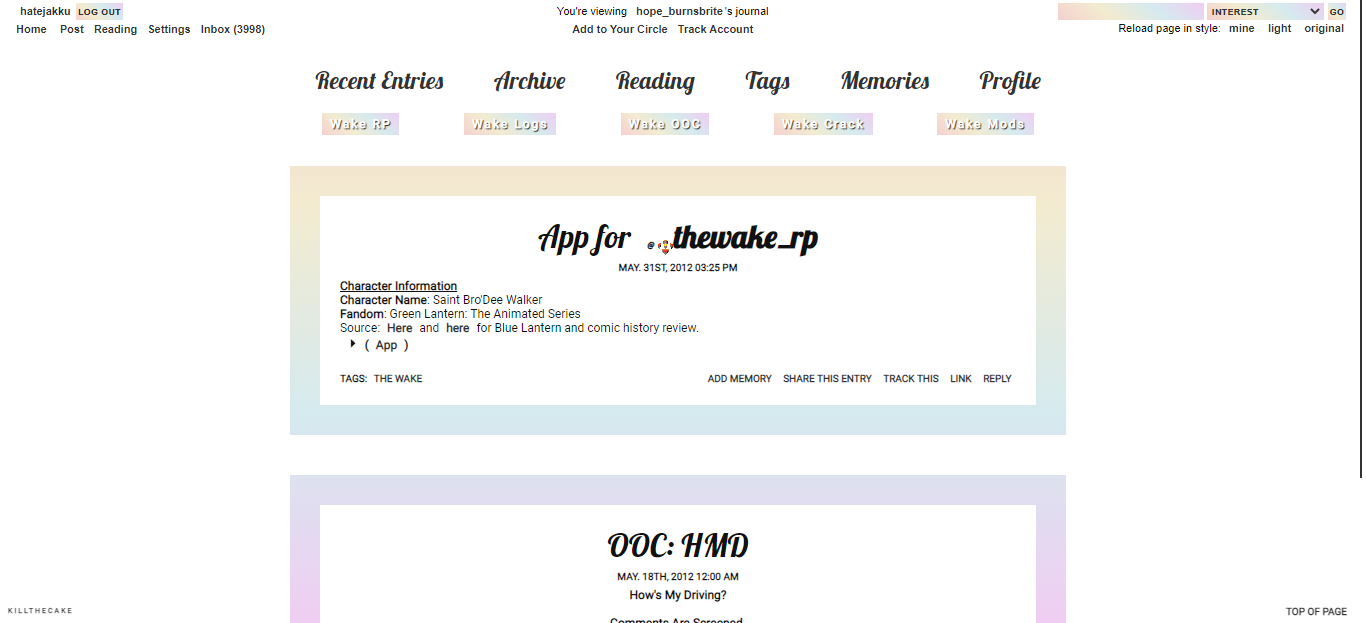 hatejakku LOG OUT
You're viewing hope_burnsbrite 's journal
INTEREST GO
Home Post Reading Settings Inbox (3998)
Add to Your Circle Track Account
Reload page in style: mine light original
Recent Entries Archive Reading Tags Memories Profile
Wake RP Wake Logs Wake OOC Wake Crack Wake Mods
App for @ thewake_rp
MAY. 31ST, 2012 03:25 PM
Character Information
Character Name: Saint Bro'Dee Walker
Fandom: Green Lantern: The Animated Series
Source: Here and here for Blue Lantern and comic history review.
( App )
TAGS: THE WAKE
ADD MEMORY SHARE THIS ENTRY TRACK THIS LINK REPLY
OOC: HMD
MAY. 18TH, 2012 12:00 AM
How's My Driving?
Comments Are Screened
KILLTHECAKE
TOP OF PAGE